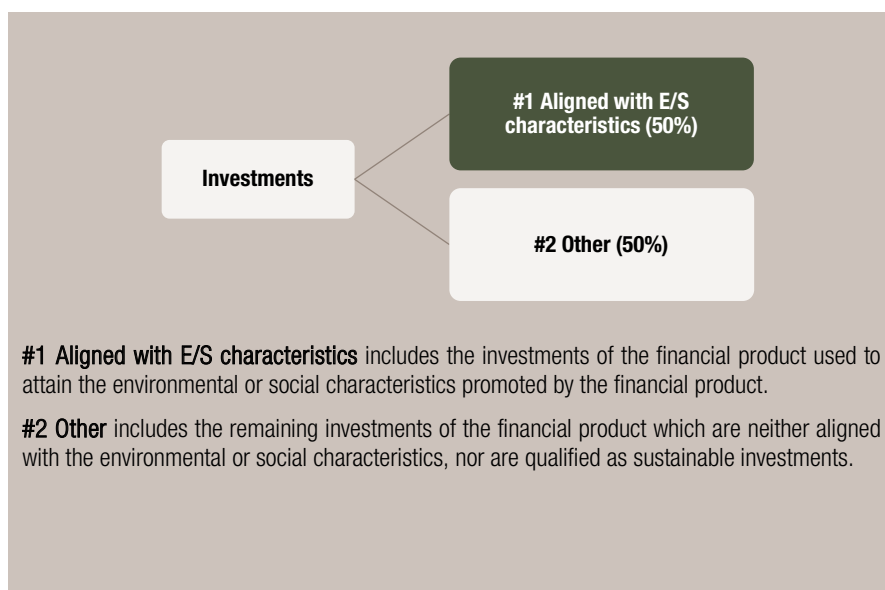 #1 Aligned with E/S
characteristics (50%)
Investments
#2 Other (50%)
#1 Aligned with E/S characteristics includes the investments of the financial product used to
attain the environmental or social characteristics promoted by the financial product.
#2 Other includes the remaining investments of the financial product which are neither aligned
with the environmental or social characteristics, nor are qualified as sustainable investments.